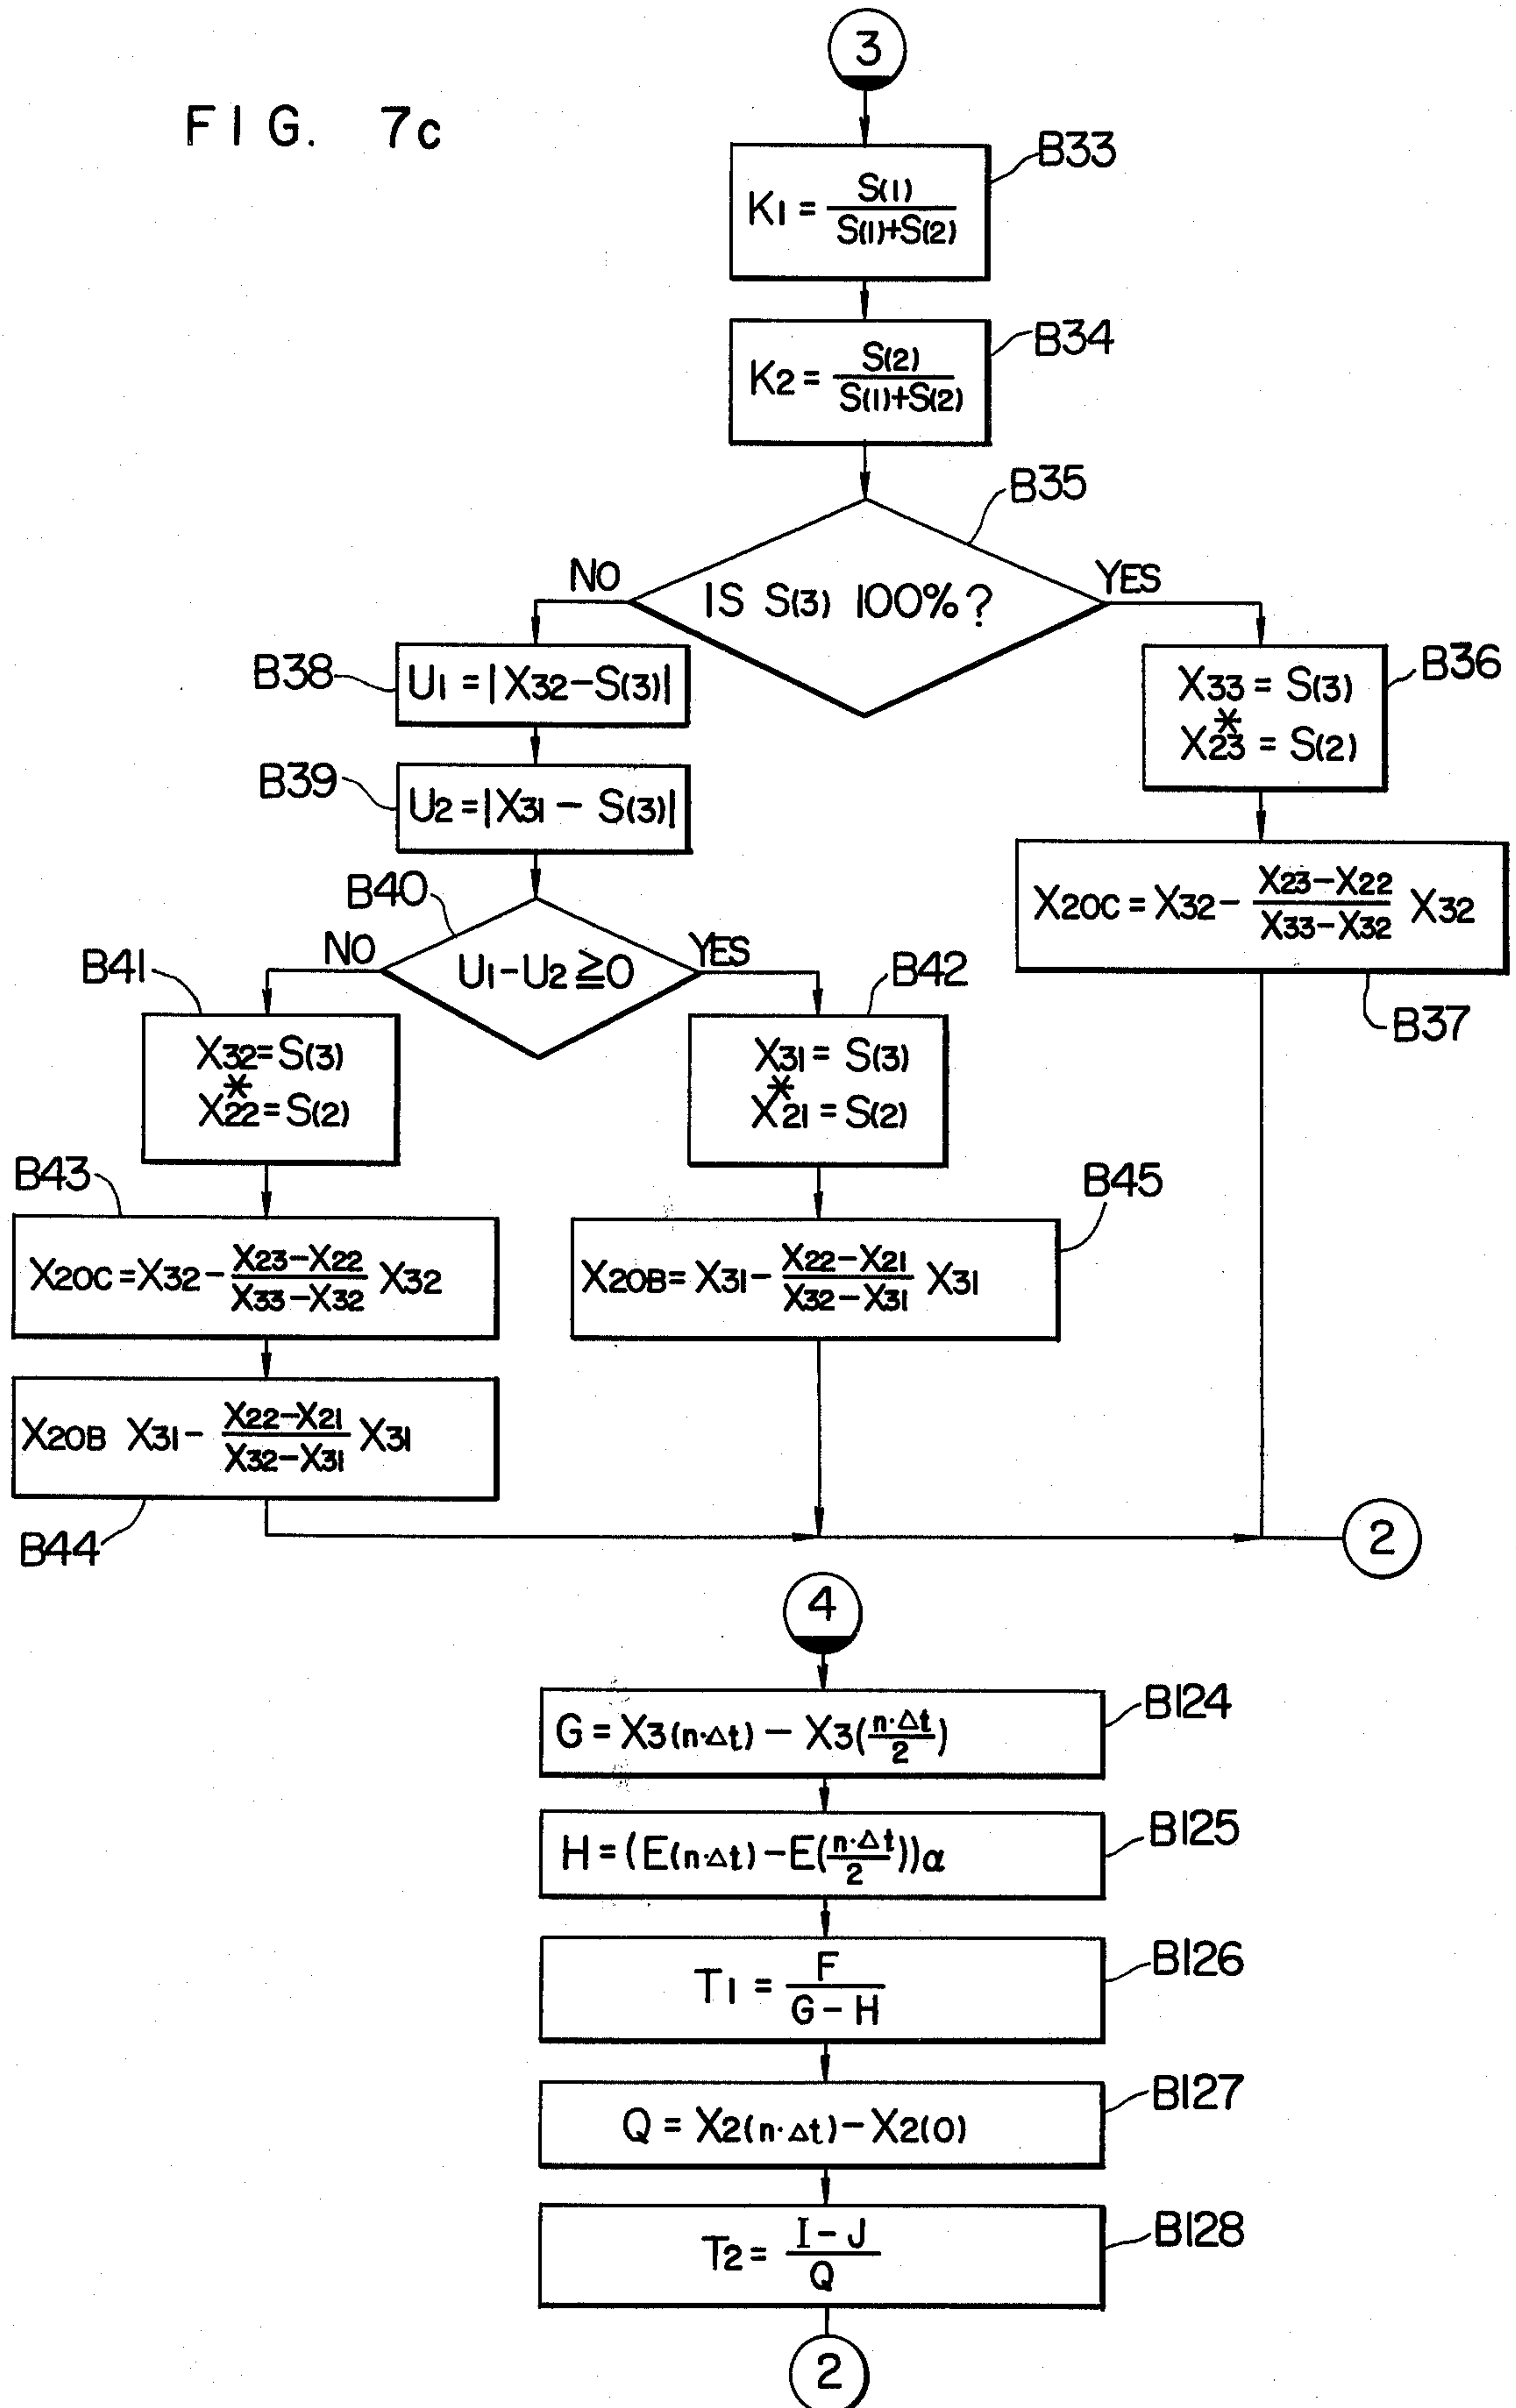 3
FIG. 7c
B33
K1 = S(1) / S(1)+S(2)
B34
K2 = S(2) / S(1)+S(2)
B35
NO
IS S(3) 100%?
YES
B38
U1 = |X32–S(3)|
B36
X33 = S(3)
X*23 = S(2)
B39
U2 = |X31 – S(3)|
B40
NO
U1–U2 ≧0
YES
X20C = X32 – X23–X22 / X33–X32 X32
B37
B41
X32=S(3)
X*22=S(2)
B42
X31 = S(3)
X*21 = S(2)
B43
X20C = X32 – X23–X22 / X33–X32 X32
B45
X20B = X31 – X22–X21 / X32–X31 X31
X20B X31 – X22–X21 / X32–X31 X31
B44
2
4
B124
G = X3(n·Δt) – X3(n·Δt / 2)
B125
H = (E(n·Δt) – E(n·Δt / 2))α
B126
T1 = F / G – H
B127
Q = X2(n·Δt) – X2(0)
B128
T2 = I – J / Q
2